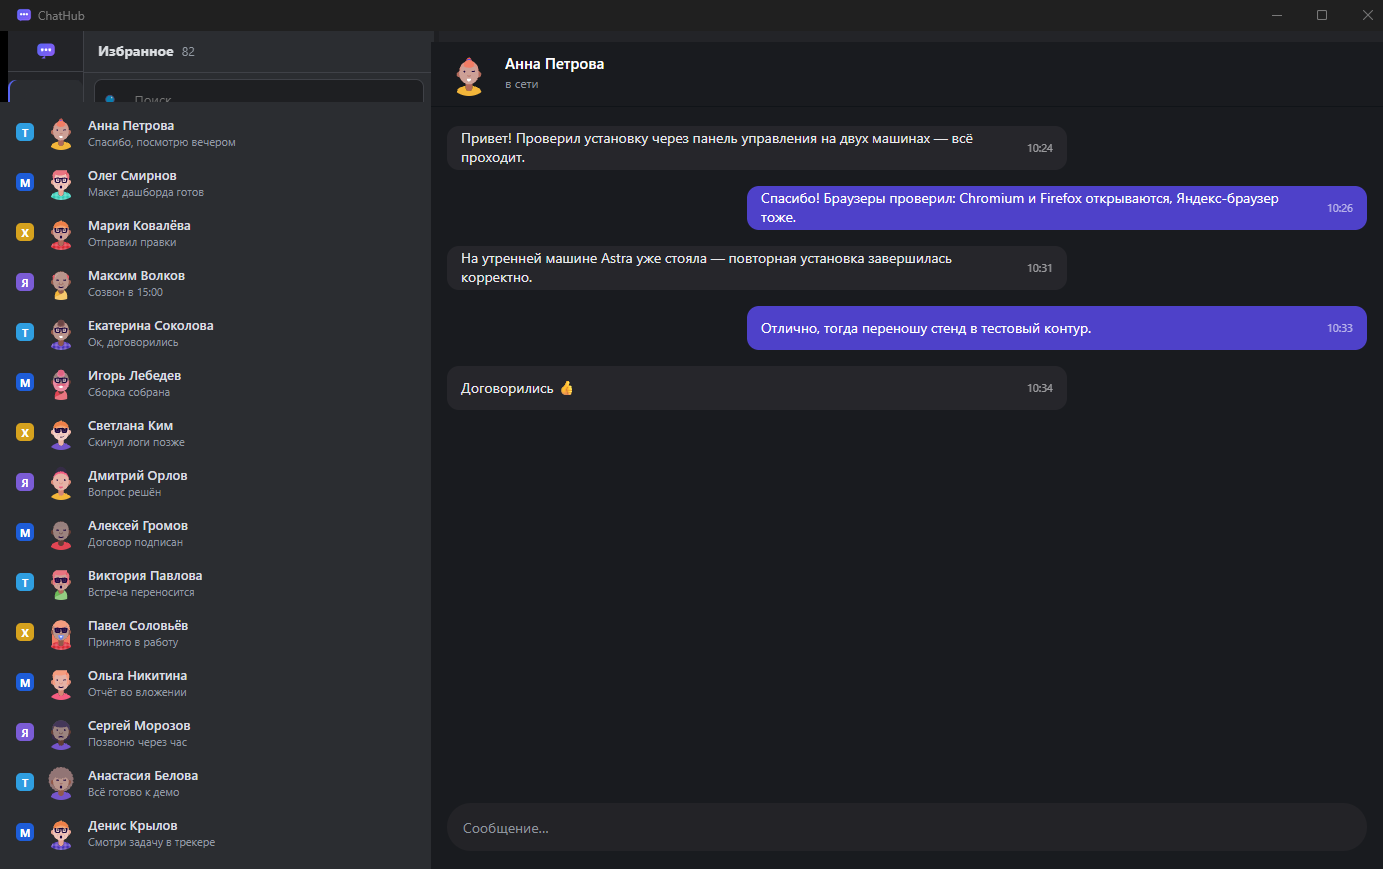 ChatHub
Избранное 82
Поиск
Т
Анна Петрова
Спасибо, посмотрю вечером
М
Олег Смирнов
Макет дашборда готов
Х
Мария Ковалёва
Отправил правки
Я
Максим Волков
Созвон в 15:00
Т
Екатерина Соколова
Ок, договорились
М
Игорь Лебедев
Сборка собрана
Х
Светлана Ким
Скинул логи позже
Я
Дмитрий Орлов
Вопрос решён
М
Алексей Громов
Договор подписан
Т
Виктория Павлова
Встреча переносится
Х
Павел Соловьёв
Принято в работу
М
Ольга Никитина
Отчёт во вложении
Я
Сергей Морозов
Позвоню через час
Т
Анастасия Белова
Всё готово к демо
М
Денис Крылов
Смотри задачу в трекере
Анна Петрова
в сети
Привет! Проверил установку через панель управления на двух машинах — всё
проходит.
10:24
Спасибо! Браузеры проверил: Chromium и Firefox открываются, Яндекс-браузер
тоже.
10:26
На утренней машине Astra уже стояла — повторная установка завершилась
корректно.
10:31
Отлично, тогда переношу стенд в тестовый контур.
10:33
Договорились 👍
10:34
Сообщение...